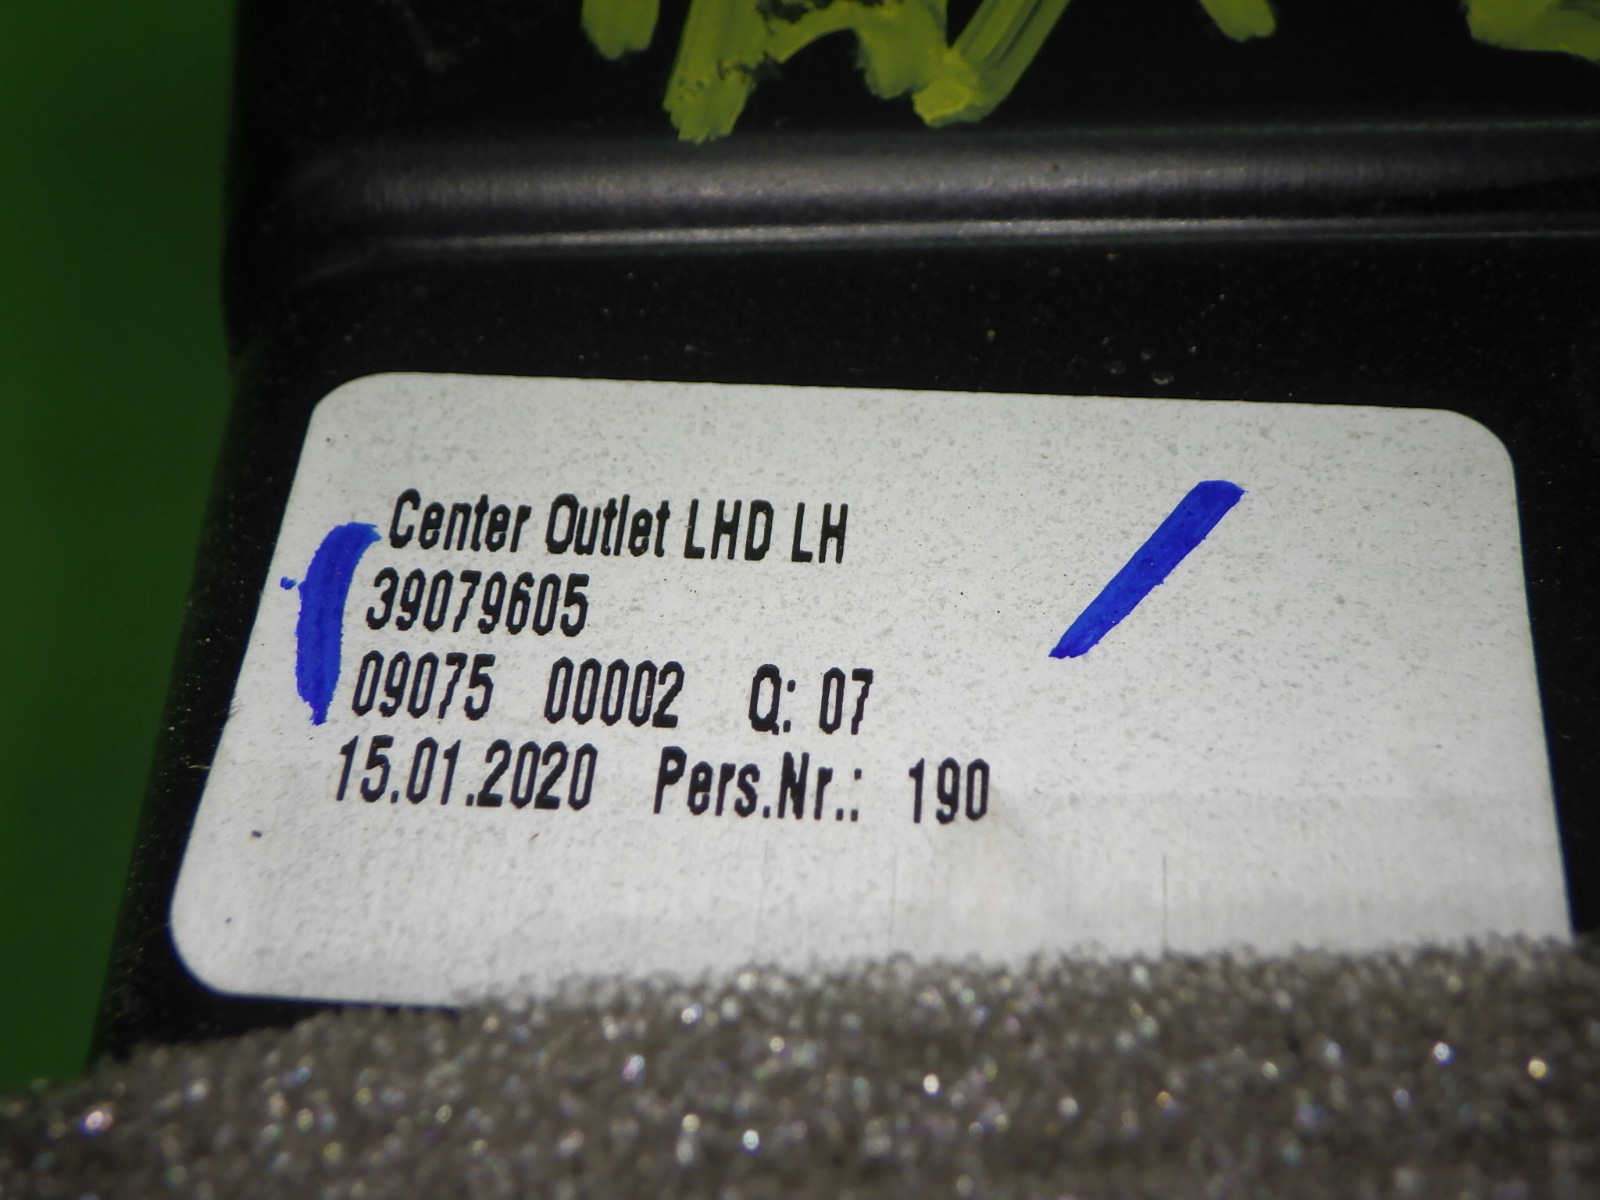 Center Outlet LHD LH
39079605
09075 00002 Q: 07
15.01.2020 Pers.Nr.: 190